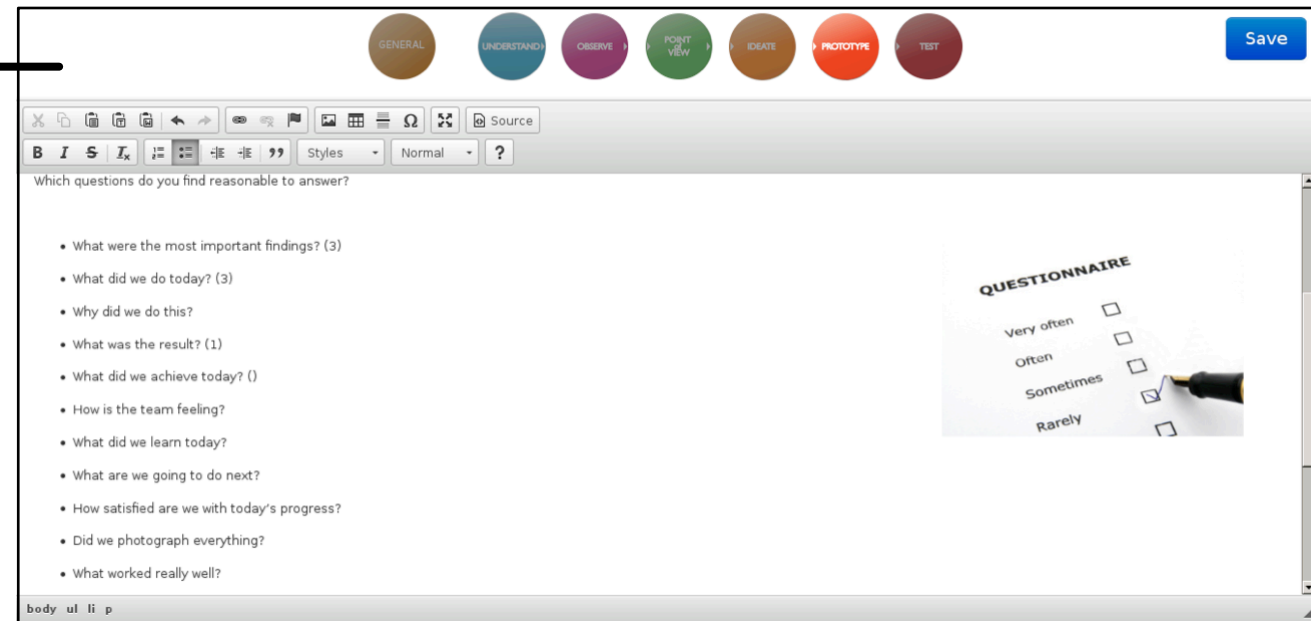 GENERAL
UNDERSTAND
OBSERVE
POINT
of
VIEW
IDEATE
PROTOTYPE
TEST
Save
Source
B I S Tx
Styles
Normal
?
Which questions do you find reasonable to answer?
• What were the most important findings? (3)
• What did we do today? (3)
• Why did we do this?
• What was the result? (1)
• What did we achieve today? ()
• How is the team feeling?
• What did we learn today?
• What are we going to do next?
• How satisfied are we with today's progress?
• Did we photograph everything?
• What worked really well?
QUESTIONNAIRE
Very often
Often
Sometimes
Rarely
body ul li p